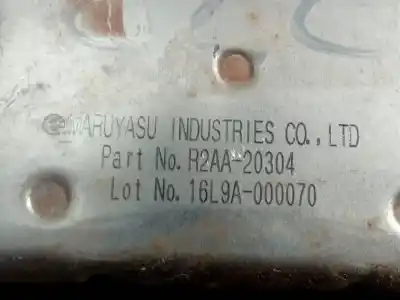 MARUYASU INDUSTRIES CO., LTD
Part No. R2AA-20304
Lot No. 16L9A-000070